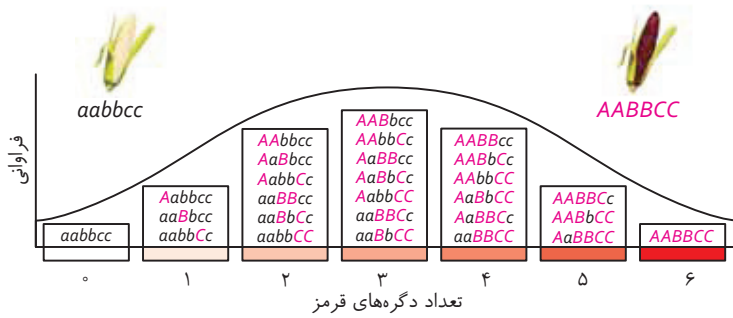 aabbcc
AABBCC
فراوانی
aabbcc
Aabbcc
aaBbcc
aabbCc
AAbbcc
AaBbcc
AabbCc
aaBBcc
aaBbCc
aabbCC
AABbcc
AAbbCc
AaBBcc
AaBbCc
AabbCC
aaBBCc
aaBbCC
AABBcc
AABbCc
AAbbCC
AaBbCC
AaBBCc
aaBBCC
AABBCc
AABbCC
AaBBCC
AABBCC
۰ ۱ ۲ ۳ ۴ ۵ ۶
تعداد دگره‌های قرمز